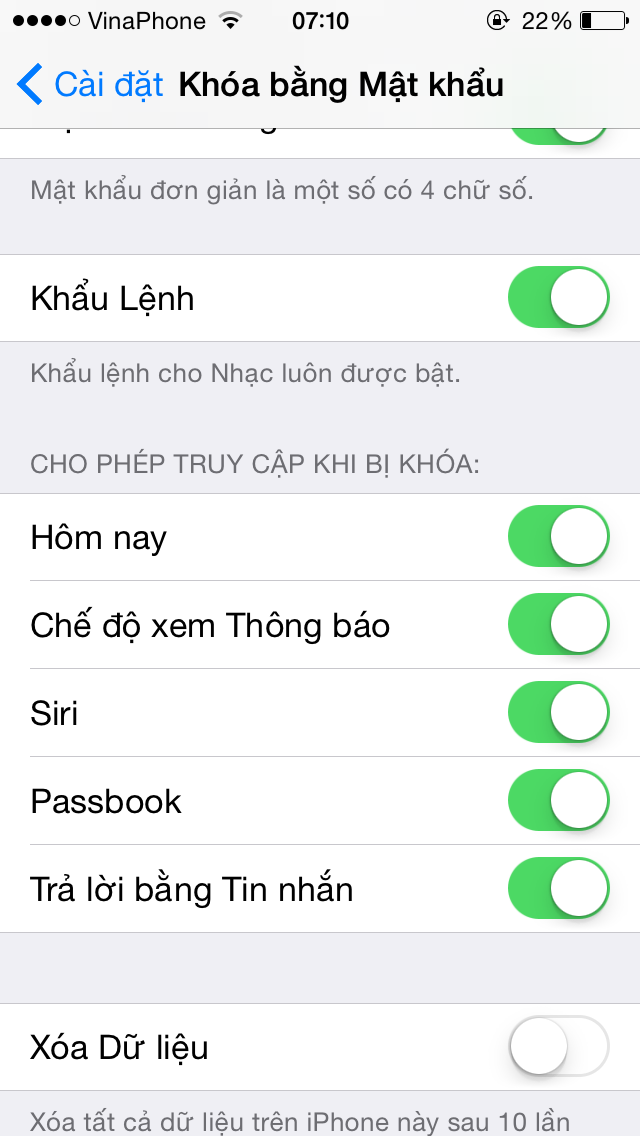 VinaPhone 07:10 22%
Cài đặt Khóa bằng Mật khẩu
Mật khẩu đơn giản là một số có 4 chữ số.
Khẩu Lệnh
Khẩu lệnh cho Nhạc luôn được bật.
CHO PHÉP TRUY CẬP KHI BỊ KHÓA:
Hôm nay
Chế độ xem Thông báo
Siri
Passbook
Trả lời bằng Tin nhắn
Xóa Dữ liệu
Xóa tất cả dữ liệu trên iPhone này sau 10 lần